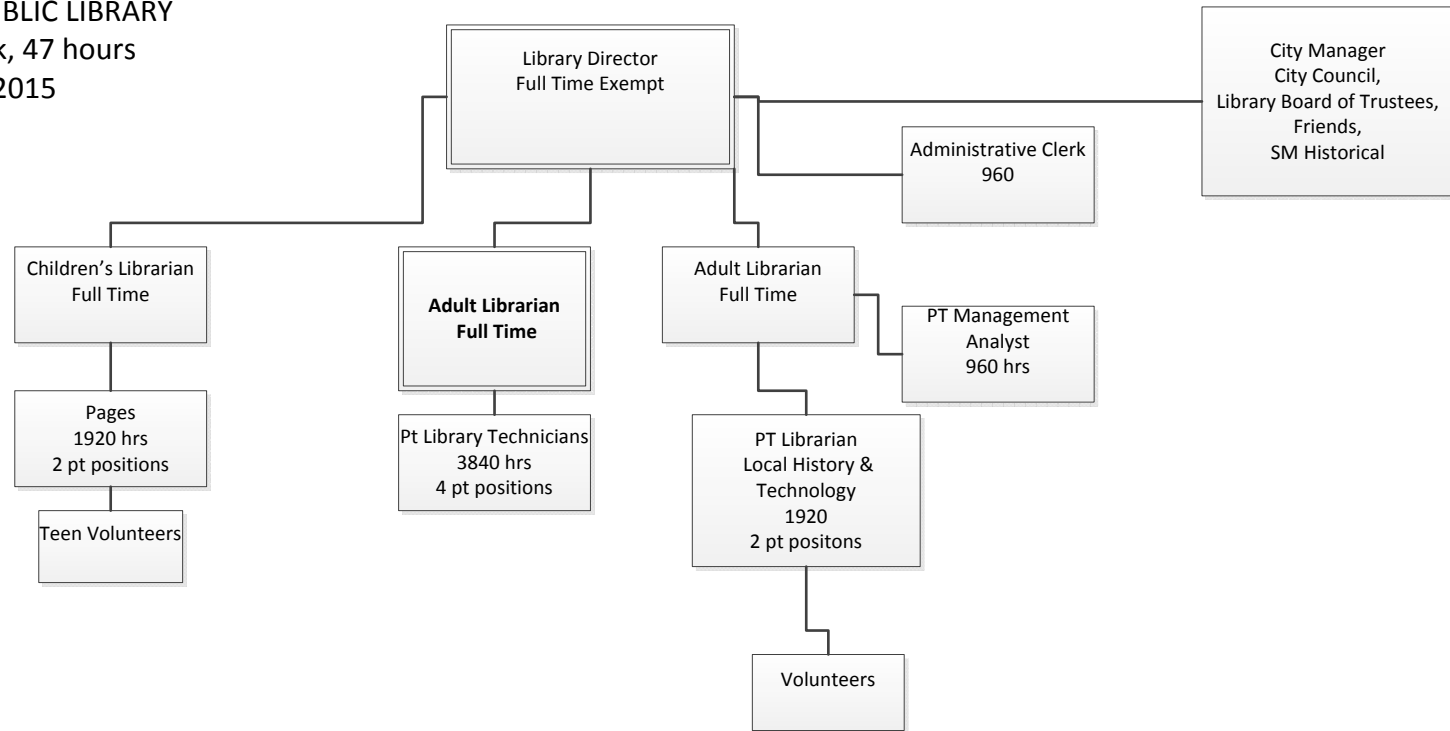 BLIC LIBRARY
, 47 hours
2015
Library Director
Full Time Exempt
City Manager
City Council,
Library Board of Trustees,
Friends,
SM Historical
Administrative Clerk
960
Children's Librarian
Full Time
Adult Librarian
Full Time
Adult Librarian
Full Time
PT Management
Analyst
960 hrs
Pages
1920 hrs
2 pt positions
Pt Library Technicians
3840 hrs
4 pt positions
PT Librarian
Local History &
Technology
1920
2 pt positons
Teen Volunteers
Volunteers